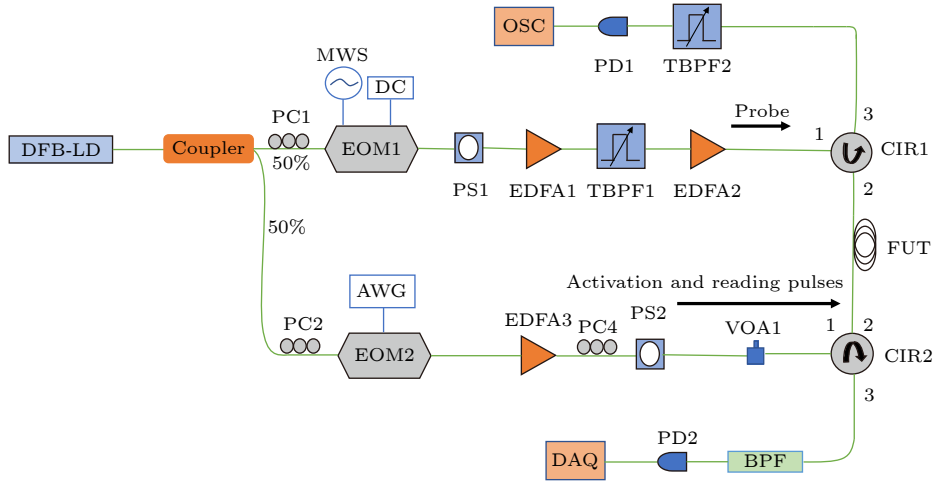 OSC
PD1
TBPF2
MWS
DC
Probe
3
PC1
1
DFB-LD
Coupler
50%
EOM1
CIR1
PS1
EDFA1
TBPF1
EDFA2
2
50%
FUT
Activation and reading pulses
AWG
PC2
EDFA3
PC4
PS2
VOA1
1
2
EOM2
CIR2
3
PD2
DAQ
BPF